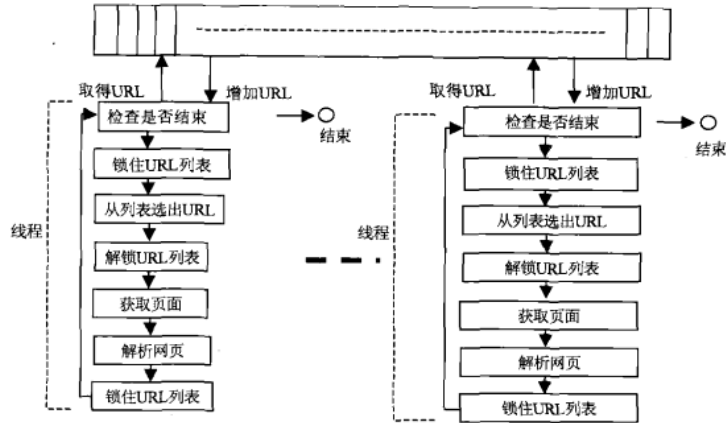 取得URL
增加URL
检查是否结束
结束
锁住URL列表
从列表选出URL
线程
解锁URL列表
获取页面
解析网页
锁住URL列表
取得URL
增加URL
检查是否结束
结束
锁住URL列表
从列表选出URL
线程
解锁URL列表
获取页面
解析网页
锁住URL列表